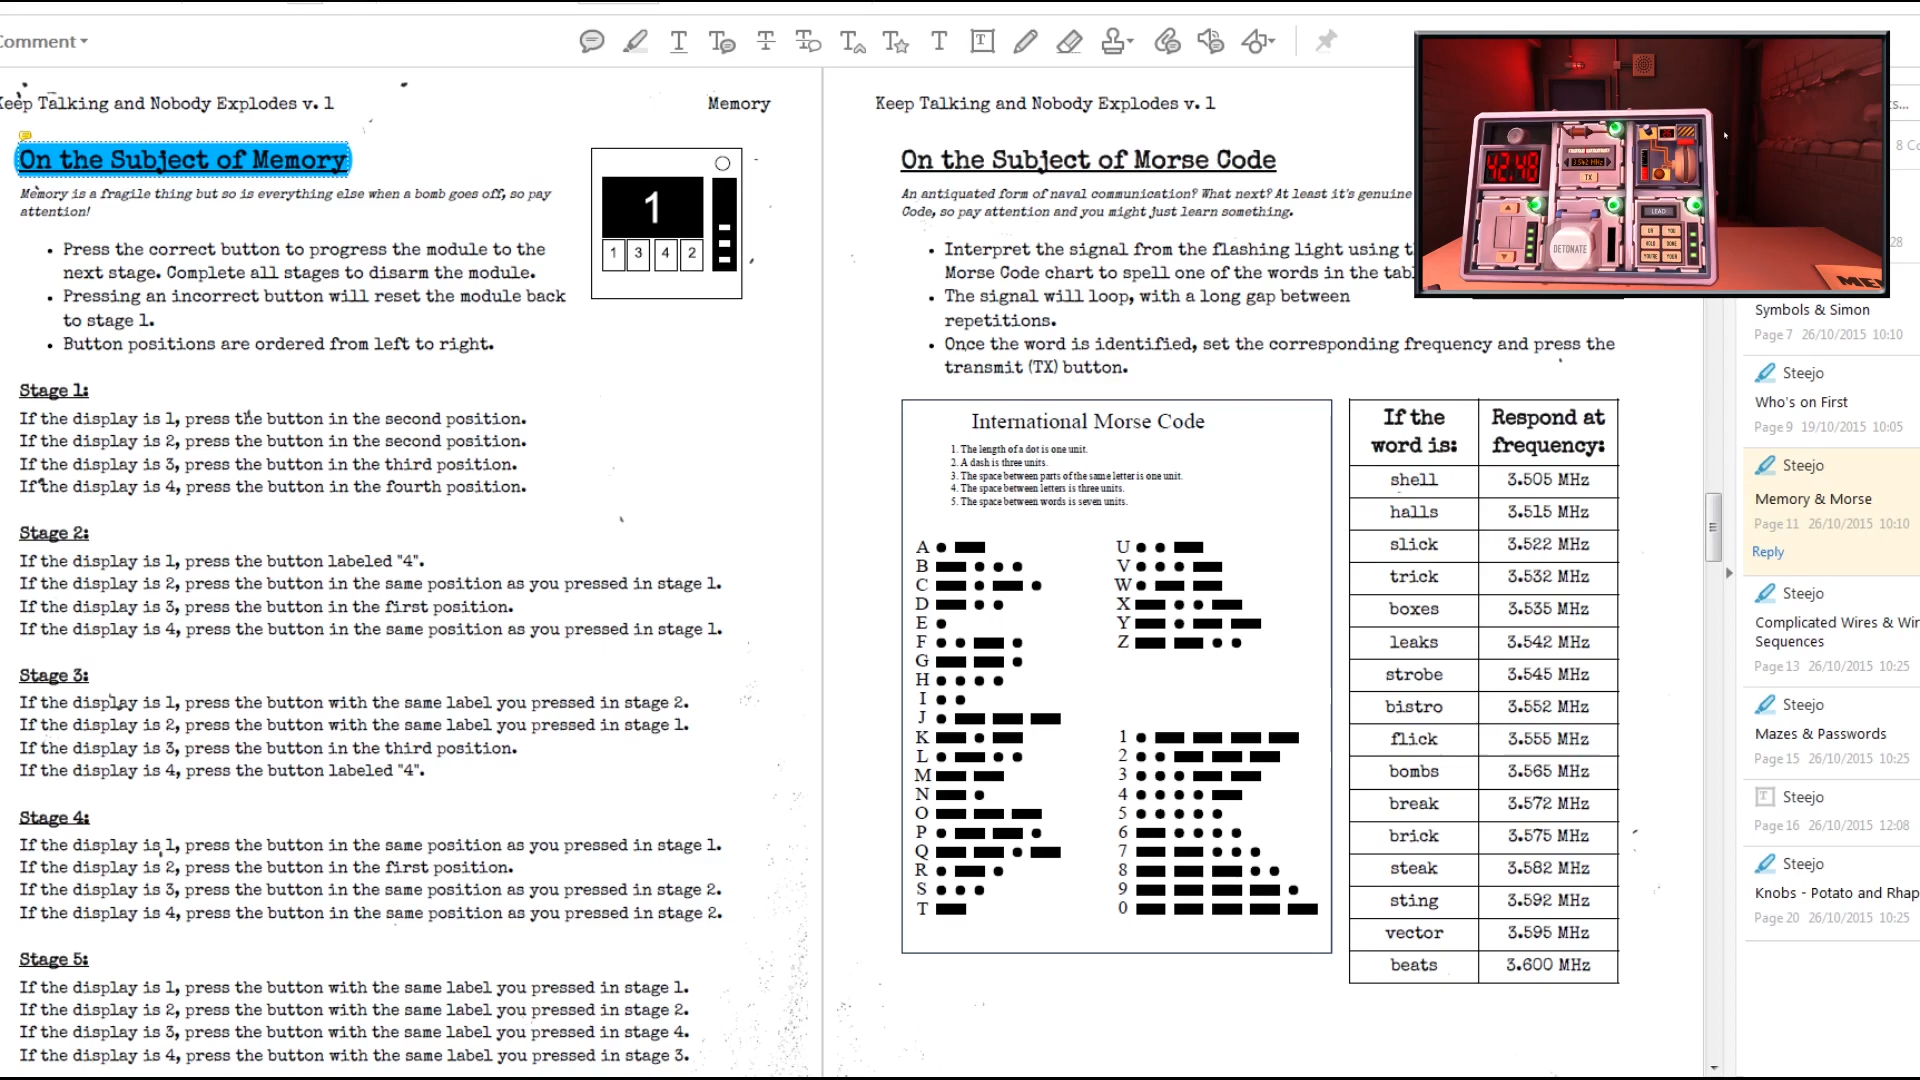 Comment
Keep Talking and Nobody Explodes v. 1
Memory
On the Subject of Memory
Memory is a fragile thing but so is everything else when a bomb goes off, so pay
attention!
• Press the correct button to progress the module to the
next stage. Complete all stages to disarm the module.
• Pressing an incorrect button will reset the module back
to stage 1.
• Button positions are ordered from left to right.
1
1 3 4 2
Stage 1:
If the display is 1, press the button in the second position.
If the display is 2, press the button in the second position.
If the display is 3, press the button in the third position.
If the display is 4, press the button in the fourth position.
Stage 2:
If the display is 1, press the button labeled "4".
If the display is 2, press the button in the same position as you pressed in stage 1.
If the display is 3, press the button in the first position.
If the display is 4, press the button in the same position as you pressed in stage 1.
Stage 3:
If the display is 1, press the button with the same label you pressed in stage 2.
If the display is 2, press the button with the same label you pressed in stage 1.
If the display is 3, press the button in the third position.
If the display is 4, press the button labeled "4".
Stage 4:
If the display is 1, press the button in the same position as you pressed in stage 1.
If the display is 2, press the button in the first position.
If the display is 3, press the button in the same position as you pressed in stage 2.
If the display is 4, press the button in the same position as you pressed in stage 2.
Stage 5:
If the display is 1, press the button with the same label you pressed in stage 1.
If the display is 2, press the button with the same label you pressed in stage 2.
If the display is 3, press the button with the same label you pressed in stage 4.
If the display is 4, press the button with the same label you pressed in stage 3.
Keep Talking and Nobody Explodes v. 1
On the Subject of Morse Code
An antiquated form of naval communication? What next? At least it's genuine
Code, so pay attention and you might just learn something.
• Interpret the signal from the flashing light using
Morse Code chart to spell one of the words in the
• The signal will loop, with a long gap between
repetitions.
• Once the word is identified, set the corresponding frequency and press the
transmit (TX) button.
International Morse Code
1. The length of a dot is one unit.
2. A dash is three units.
3. The space between parts of the same letter is one unit.
4. The space between letters is three units.
5. The space between words is seven units.
A
B
C
D
E
F
G
H
I
J
K
L
M
N
O
P
Q
R
S
T
U
V
W
X
Y
Z
1
2
3
4
5
6
7
8
9
0
If the word is: Respond at frequency:
shell 3.505 MHz
halls 3.515 MHz
slick 3.522 MHz
trick 3.532 MHz
boxes 3.535 MHz
leaks 3.542 MHz
strobe 3.545 MHz
bistro 3.552 MHz
flick 3.555 MHz
bombs 3.565 MHz
break 3.572 MHz
brick 3.575 MHz
steak 3.582 MHz
sting 3.592 MHz
vector 3.595 MHz
beats 3.600 MHz
42.48
3.542 MHz
TX
LEAD
DETONATE
Symbols & Simon
Page 7 26/10/2015 10:10
Steejo
Who's on First
Page 9 19/10/2015 10:05
Steejo
Memory & Morse
Page 11 26/10/2015 10:10
Reply
Steejo
Complicated Wires & Wir
Sequences
Page 13 26/10/2015 10:25
Steejo
Mazes & Passwords
Page 15 26/10/2015 10:25
Steejo
Page 16 26/10/2015 12:08
Steejo
Knobs - Potato and Rhap
Page 20 26/10/2015 10:25